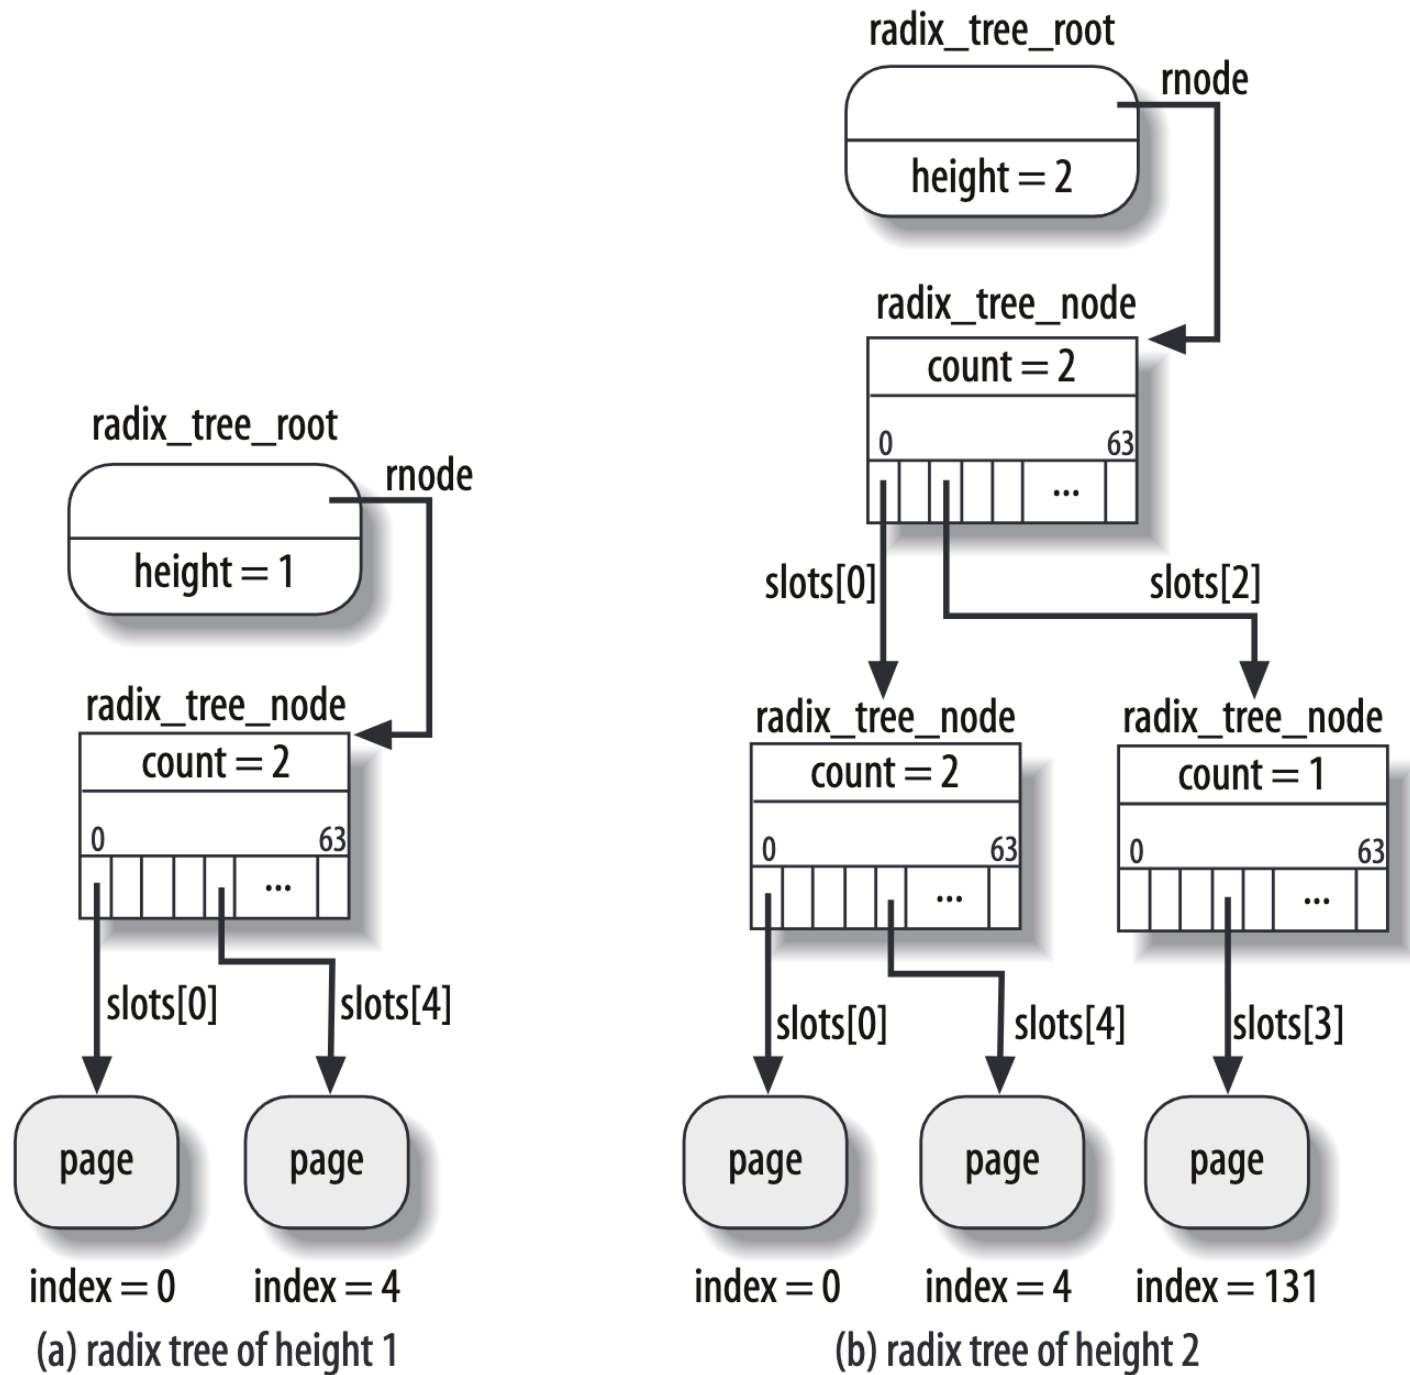 radix_tree_root
rnode
height = 1
radix_tree_node
count = 2
0 63
...
slots[0] slots[4]
page page
index = 0 index = 4
(a) radix tree of height 1
radix_tree_root
rnode
height = 2
radix_tree_node
count = 2
0 63
...
slots[0] slots[2]
radix_tree_node radix_tree_node
count = 2 count = 1
0 63 0 63
... ...
slots[0] slots[4] slots[3]
page page page
index = 0 index = 4 index = 131
(b) radix tree of height 2